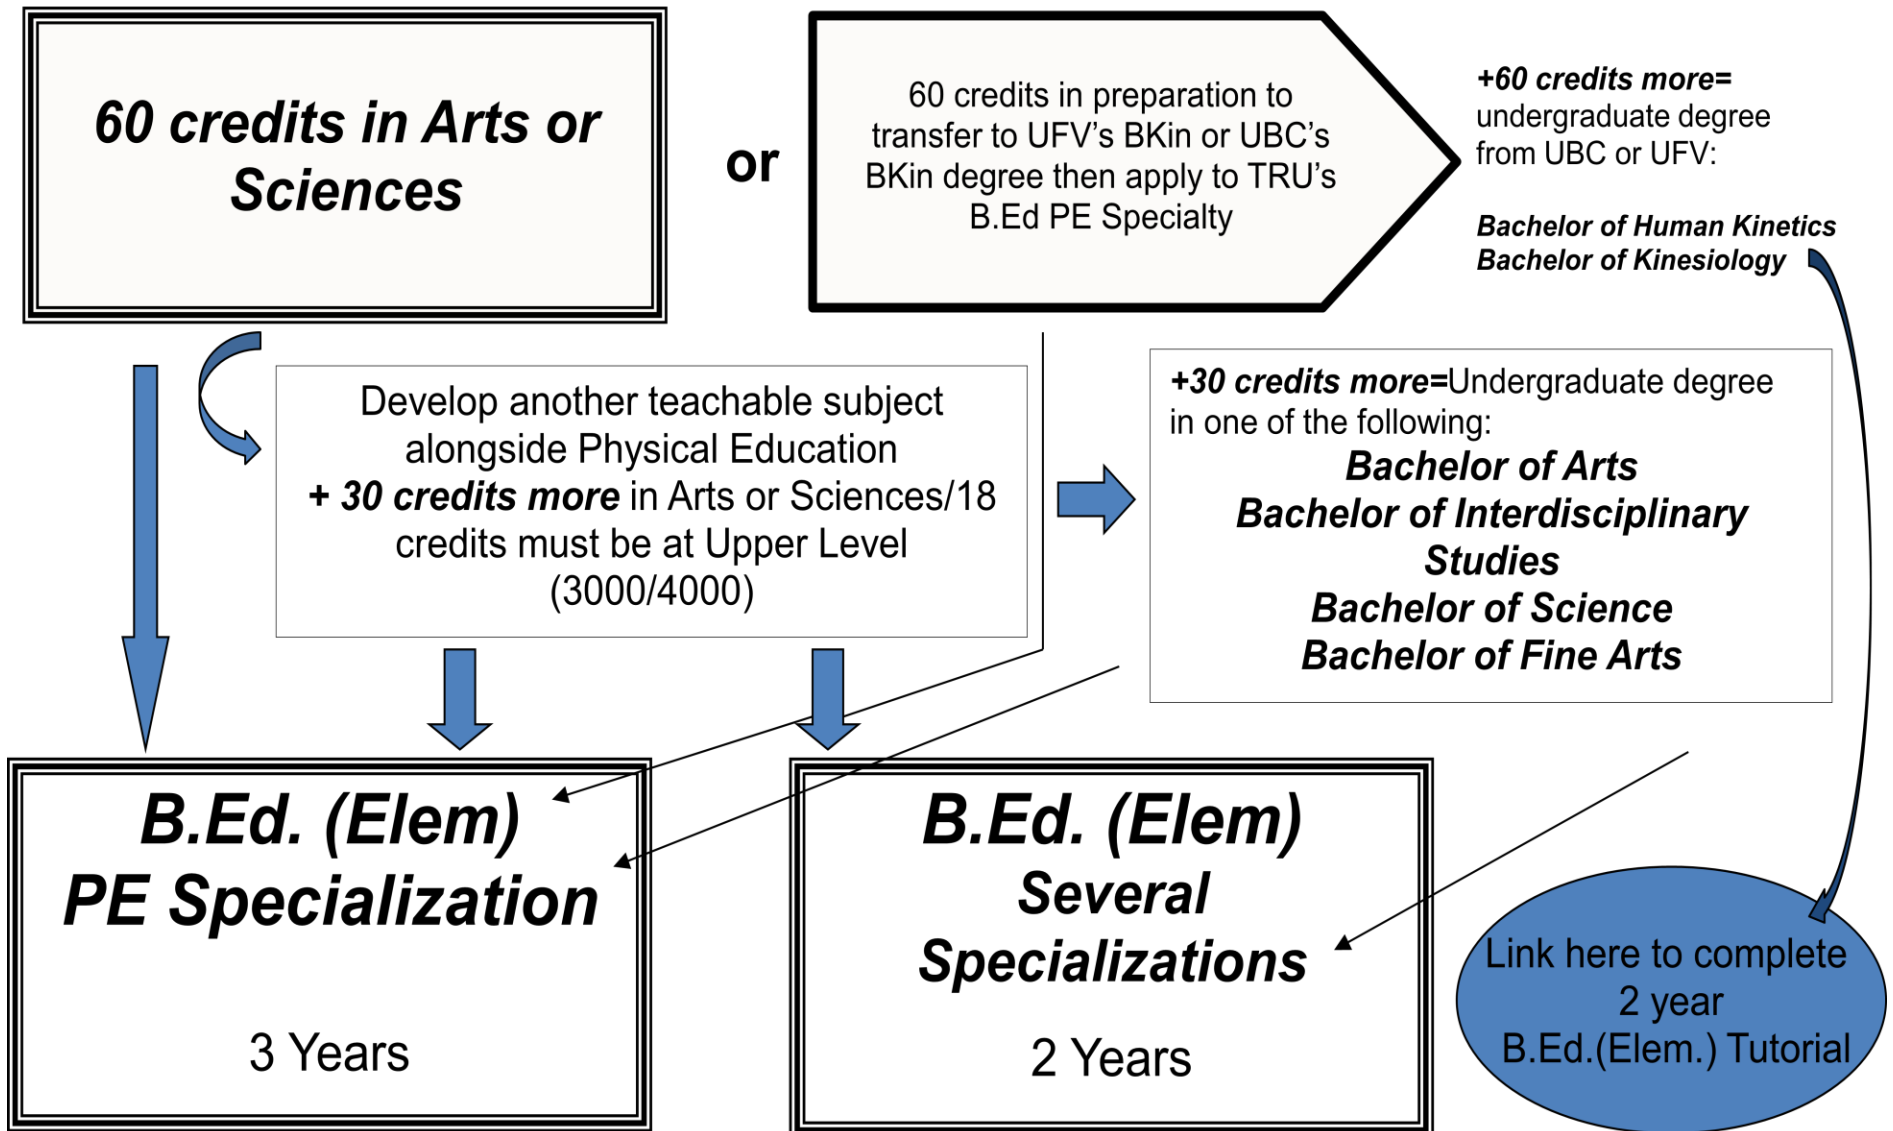 60 credits in Arts or
Sciences
or
60 credits in preparation to
transfer to UFV’s BKin or UBC’s
BKin degree then apply to TRU’s
B.Ed PE Specialty
+60 credits more=
undergraduate degree
from UBC or UFV:
Bachelor of Human Kinetics
Bachelor of Kinesiology
Develop another teachable subject
alongside Physical Education
+ 30 credits more in Arts or Sciences/18
credits must be at Upper Level
(3000/4000)
+30 credits more=Undergraduate degree
in one of the following:
Bachelor of Arts
Bachelor of Interdisciplinary
Studies
Bachelor of Science
Bachelor of Fine Arts
B.Ed. (Elem)
PE Specialization
3 Years
B.Ed. (Elem)
Several
Specializations
2 Years
Link here to complete
2 year
B.Ed.(Elem.) Tutorial